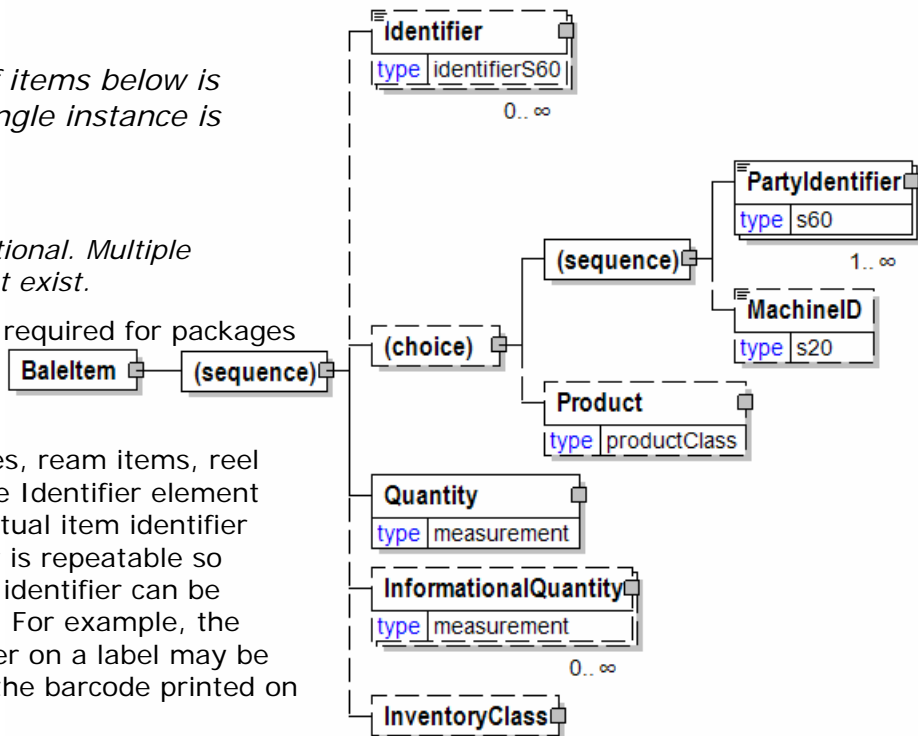 f items below is
ngle instance is
tional. Multiple
t exist.
required for packages
es, ream items, reel
e Identifier element
tual item identifier
is repeatable so
identifier can be
For example, the
er on a label may be
the barcode printed on
BaleItem
(sequence)
Identifier
type identifierS60
0.. ∞
(choice)
(sequence)
PartyIdentifier
type s60
1.. ∞
MachineID
type s20
Product
type productClass
Quantity
type measurement
InformationalQuantity
type measurement
0.. ∞
InventoryClass